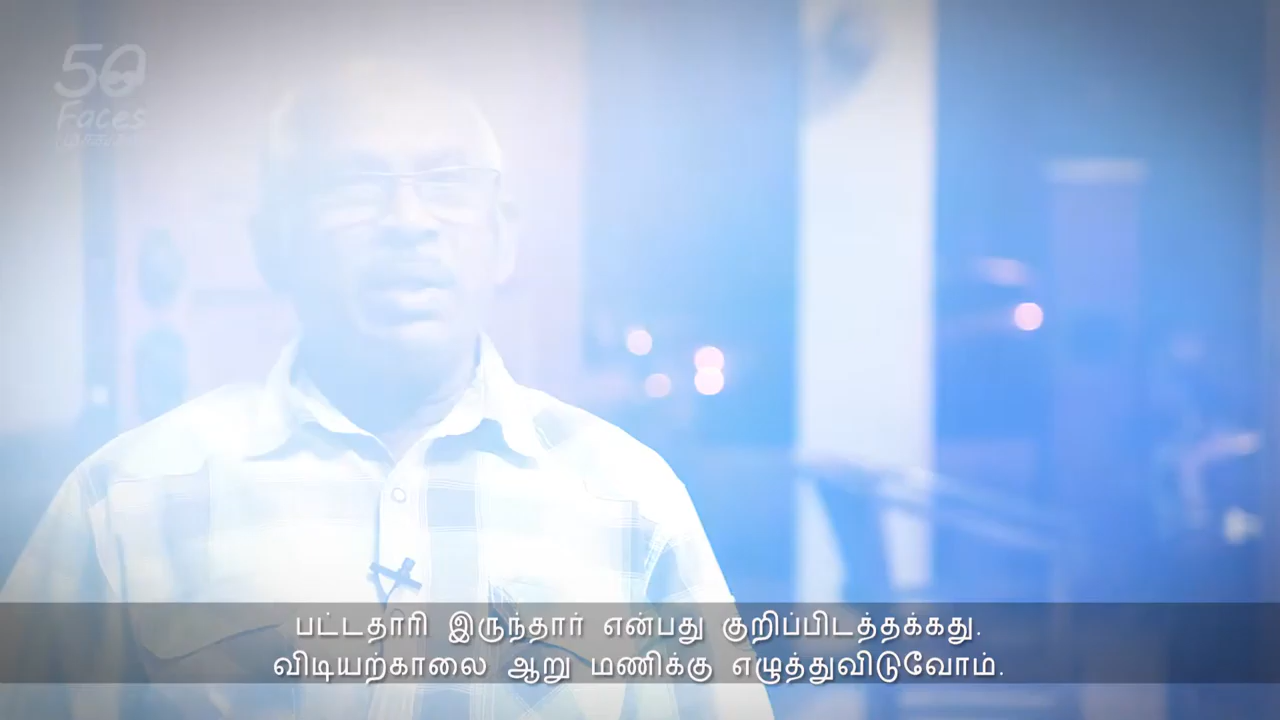 50
Faces
பட்டதாரி இருந்தார் என்பது குறிப்பிடத்தக்கது.
விடியற்காலை ஆறு மணிக்கு எழுத்துவிடுவோம்.